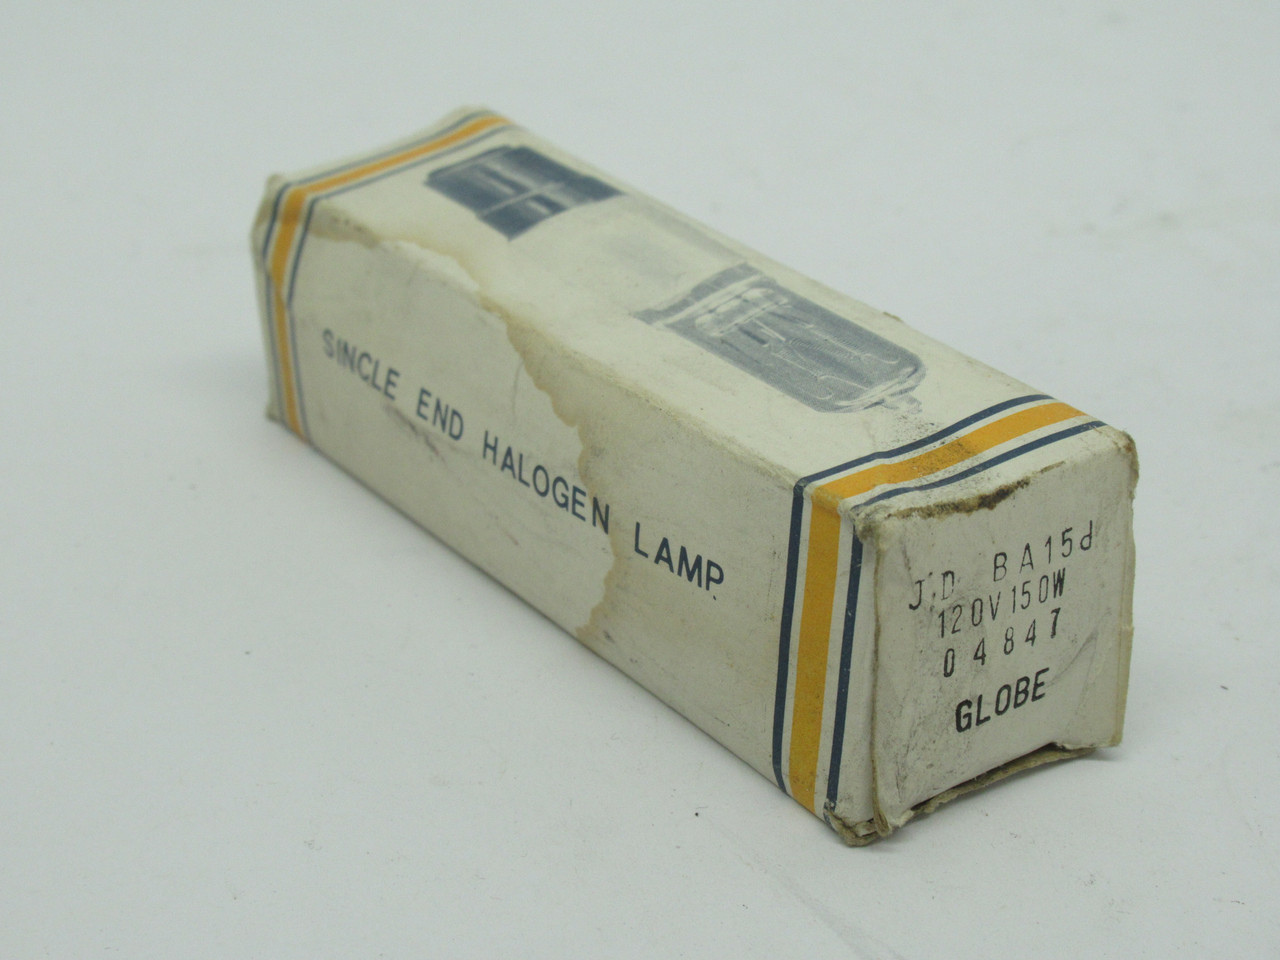 SINCLE END HALOGEN LAMP
J.D BA15d
120V150W
04847
GLOBE